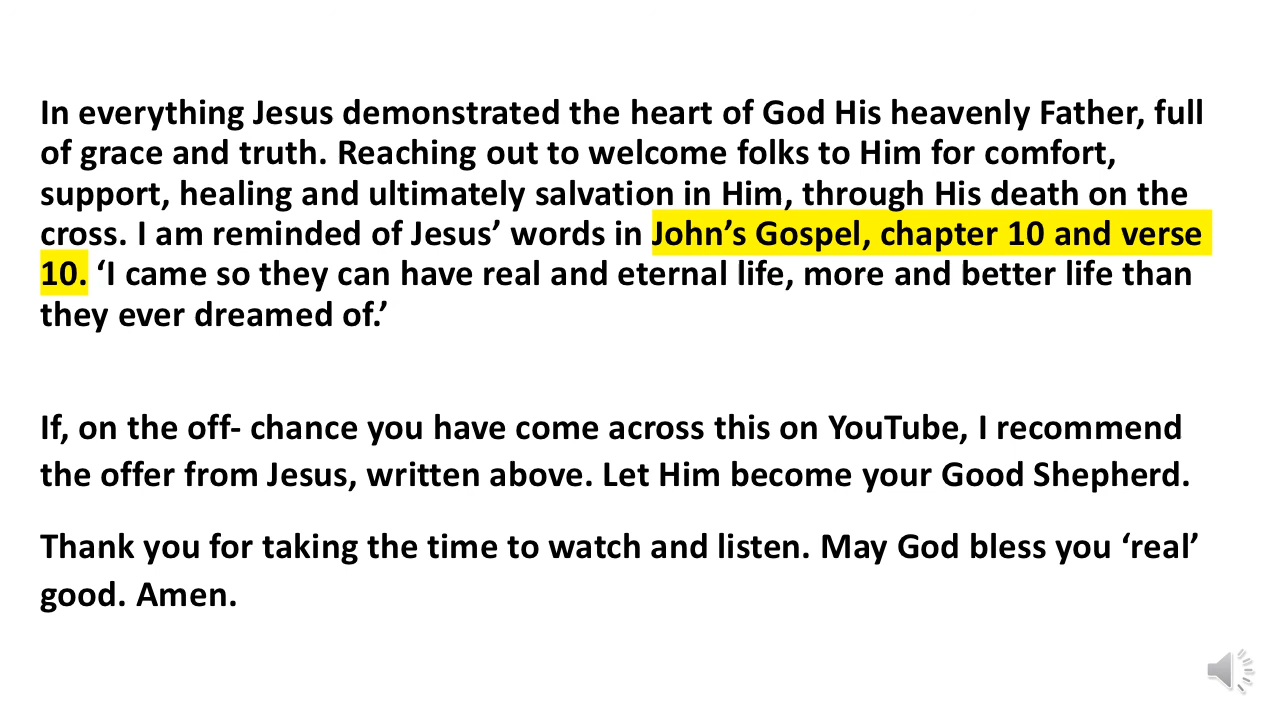 In everything Jesus demonstrated the heart of God His heavenly Father, full
of grace and truth. Reaching out to welcome folks to Him for comfort,
support, healing and ultimately salvation in Him, through His death on the
cross. I am reminded of Jesus’ words in John’s Gospel, chapter 10 and verse
10. ‘I came so they can have real and eternal life, more and better life than
they ever dreamed of.’
If, on the off- chance you have come across this on YouTube, I recommend
the offer from Jesus, written above. Let Him become your Good Shepherd.
Thank you for taking the time to watch and listen. May God bless you ‘real’
good. Amen.